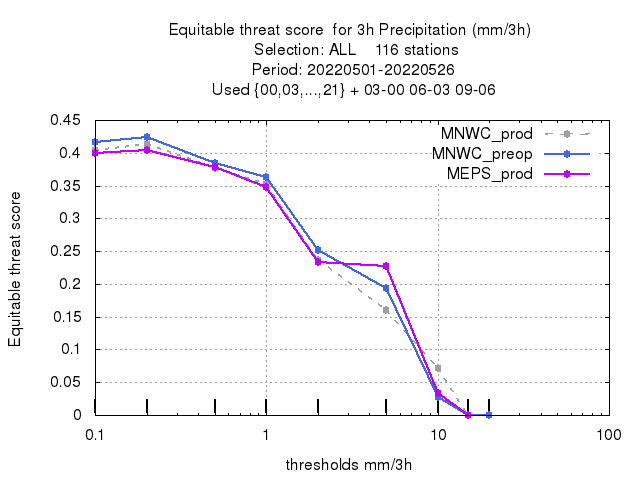 Equitable threat score  for 3h Precipitation (mm/3h)
Selection: ALL    116 stations
Period: 20220501-20220526
Used {00,03,...,21} + 03-00 06-03 09-06
MNWC_prod
MNWC_preop
MEPS_prod
Equitable threat score
0.45
0.4
0.35
0.3
0.25
0.2
0.15
0.1
0.05
0
0.1 1 10 100
thresholds mm/3h